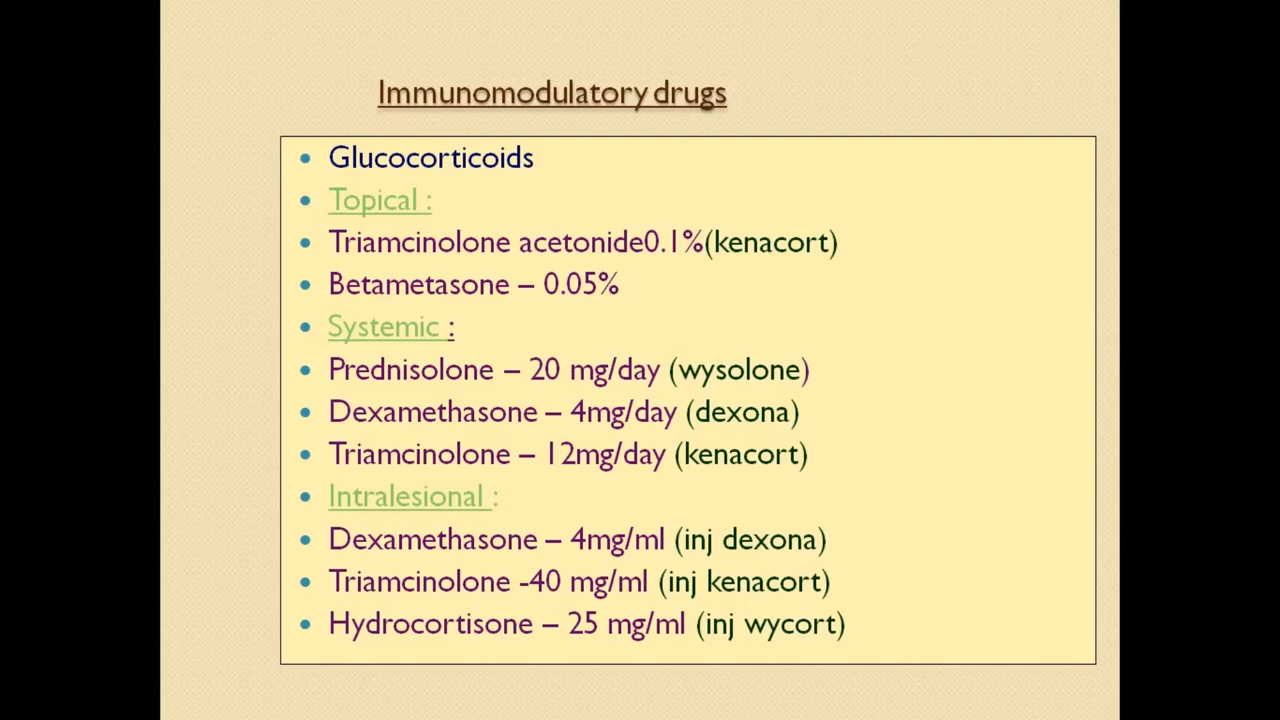 Immunomodulatory drugs
• Glucocorticoids
• Topical :
• Triamcinolone acetonide0.1%(kenacort)
• Betametasone – 0.05%
• Systemic :
• Prednisolone – 20 mg/day (wysolone)
• Dexamethasone – 4mg/day (dexona)
• Triamcinolone – 12mg/day (kenacort)
• Intralesional :
• Dexamethasone – 4mg/ml (inj dexona)
• Triamcinolone -40 mg/ml (inj kenacort)
• Hydrocortisone – 25 mg/ml (inj wycort)